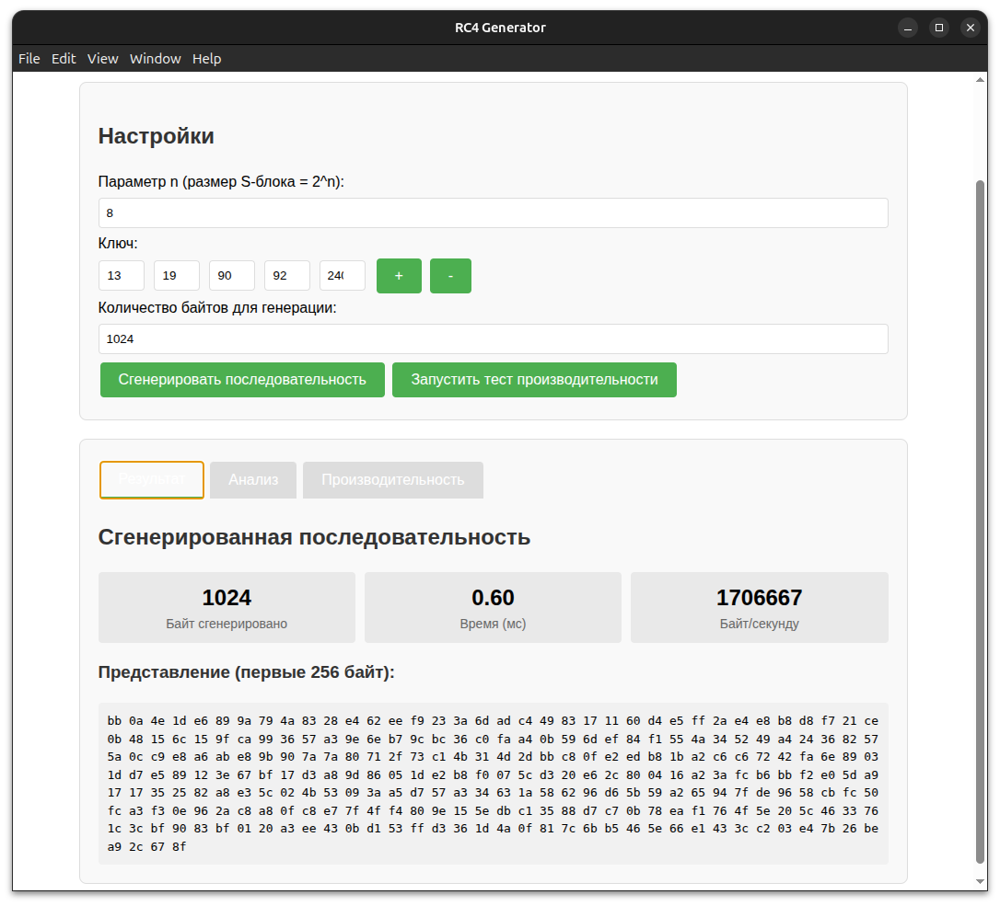 RC4 Generator
File Edit View Window Help
Настройки
Параметр n (размер S-блока = 2^n):
8
Ключ:
13 19 90 92 240 + -
Количество байтов для генерации:
1024
Сгенерировать последовательность Запустить тест производительности
Результат Анализ Производительность
Сгенерированная последовательность
1024 0.60 1706667
Байт сгенерировано Время (мс) Байт/секунду
Представление (первые 256 байт):
bb 0a 4e 1d e6 89 9a 79 4a 83 28 e4 62 ee f9 23 3a 6d ad c4 49 83 17 11 60 d4 e5 ff 2a e4 e8 b8 d8 f7 21 ce
0b 48 15 6c 15 9f ca 99 36 57 a3 9e 6e b7 9c bc 36 c0 fa a4 0b 59 6d ef 84 f1 55 4a 34 52 49 a4 24 36 82 57
5a 0c c9 e8 a6 ab e8 9b 90 7a 7a 80 71 2f 73 c1 4b 31 4d 2d bb c8 0f e2 ed b8 1b a2 c6 c6 72 42 fa 6e 89 03
1d d7 e5 89 12 3e 67 bf 17 d3 a8 9d 86 05 1d e2 b8 f0 07 5c d3 20 e6 2c 80 04 16 a2 3a fc b6 bb f2 e0 5d a9
17 17 35 25 82 a8 e3 5c 02 4b 53 09 3a a5 d7 57 a3 34 63 1a 58 62 96 d6 5b 59 a2 65 94 7f de 96 58 cb fc 50
fc a3 f3 0e 96 2a c8 a8 0f c8 e7 7f 4f f4 80 9e 15 5e db c1 35 88 d7 c7 0b 78 ea f1 76 4f 5e 20 5c 46 33 76
1c 3c bf 90 83 bf 01 20 a3 ee 43 0b d1 53 ff d3 36 1d 4a 0f 81 7c 6b b5 46 5e 66 e1 43 3c c2 03 e4 7b 26 be
a9 2c 67 8f